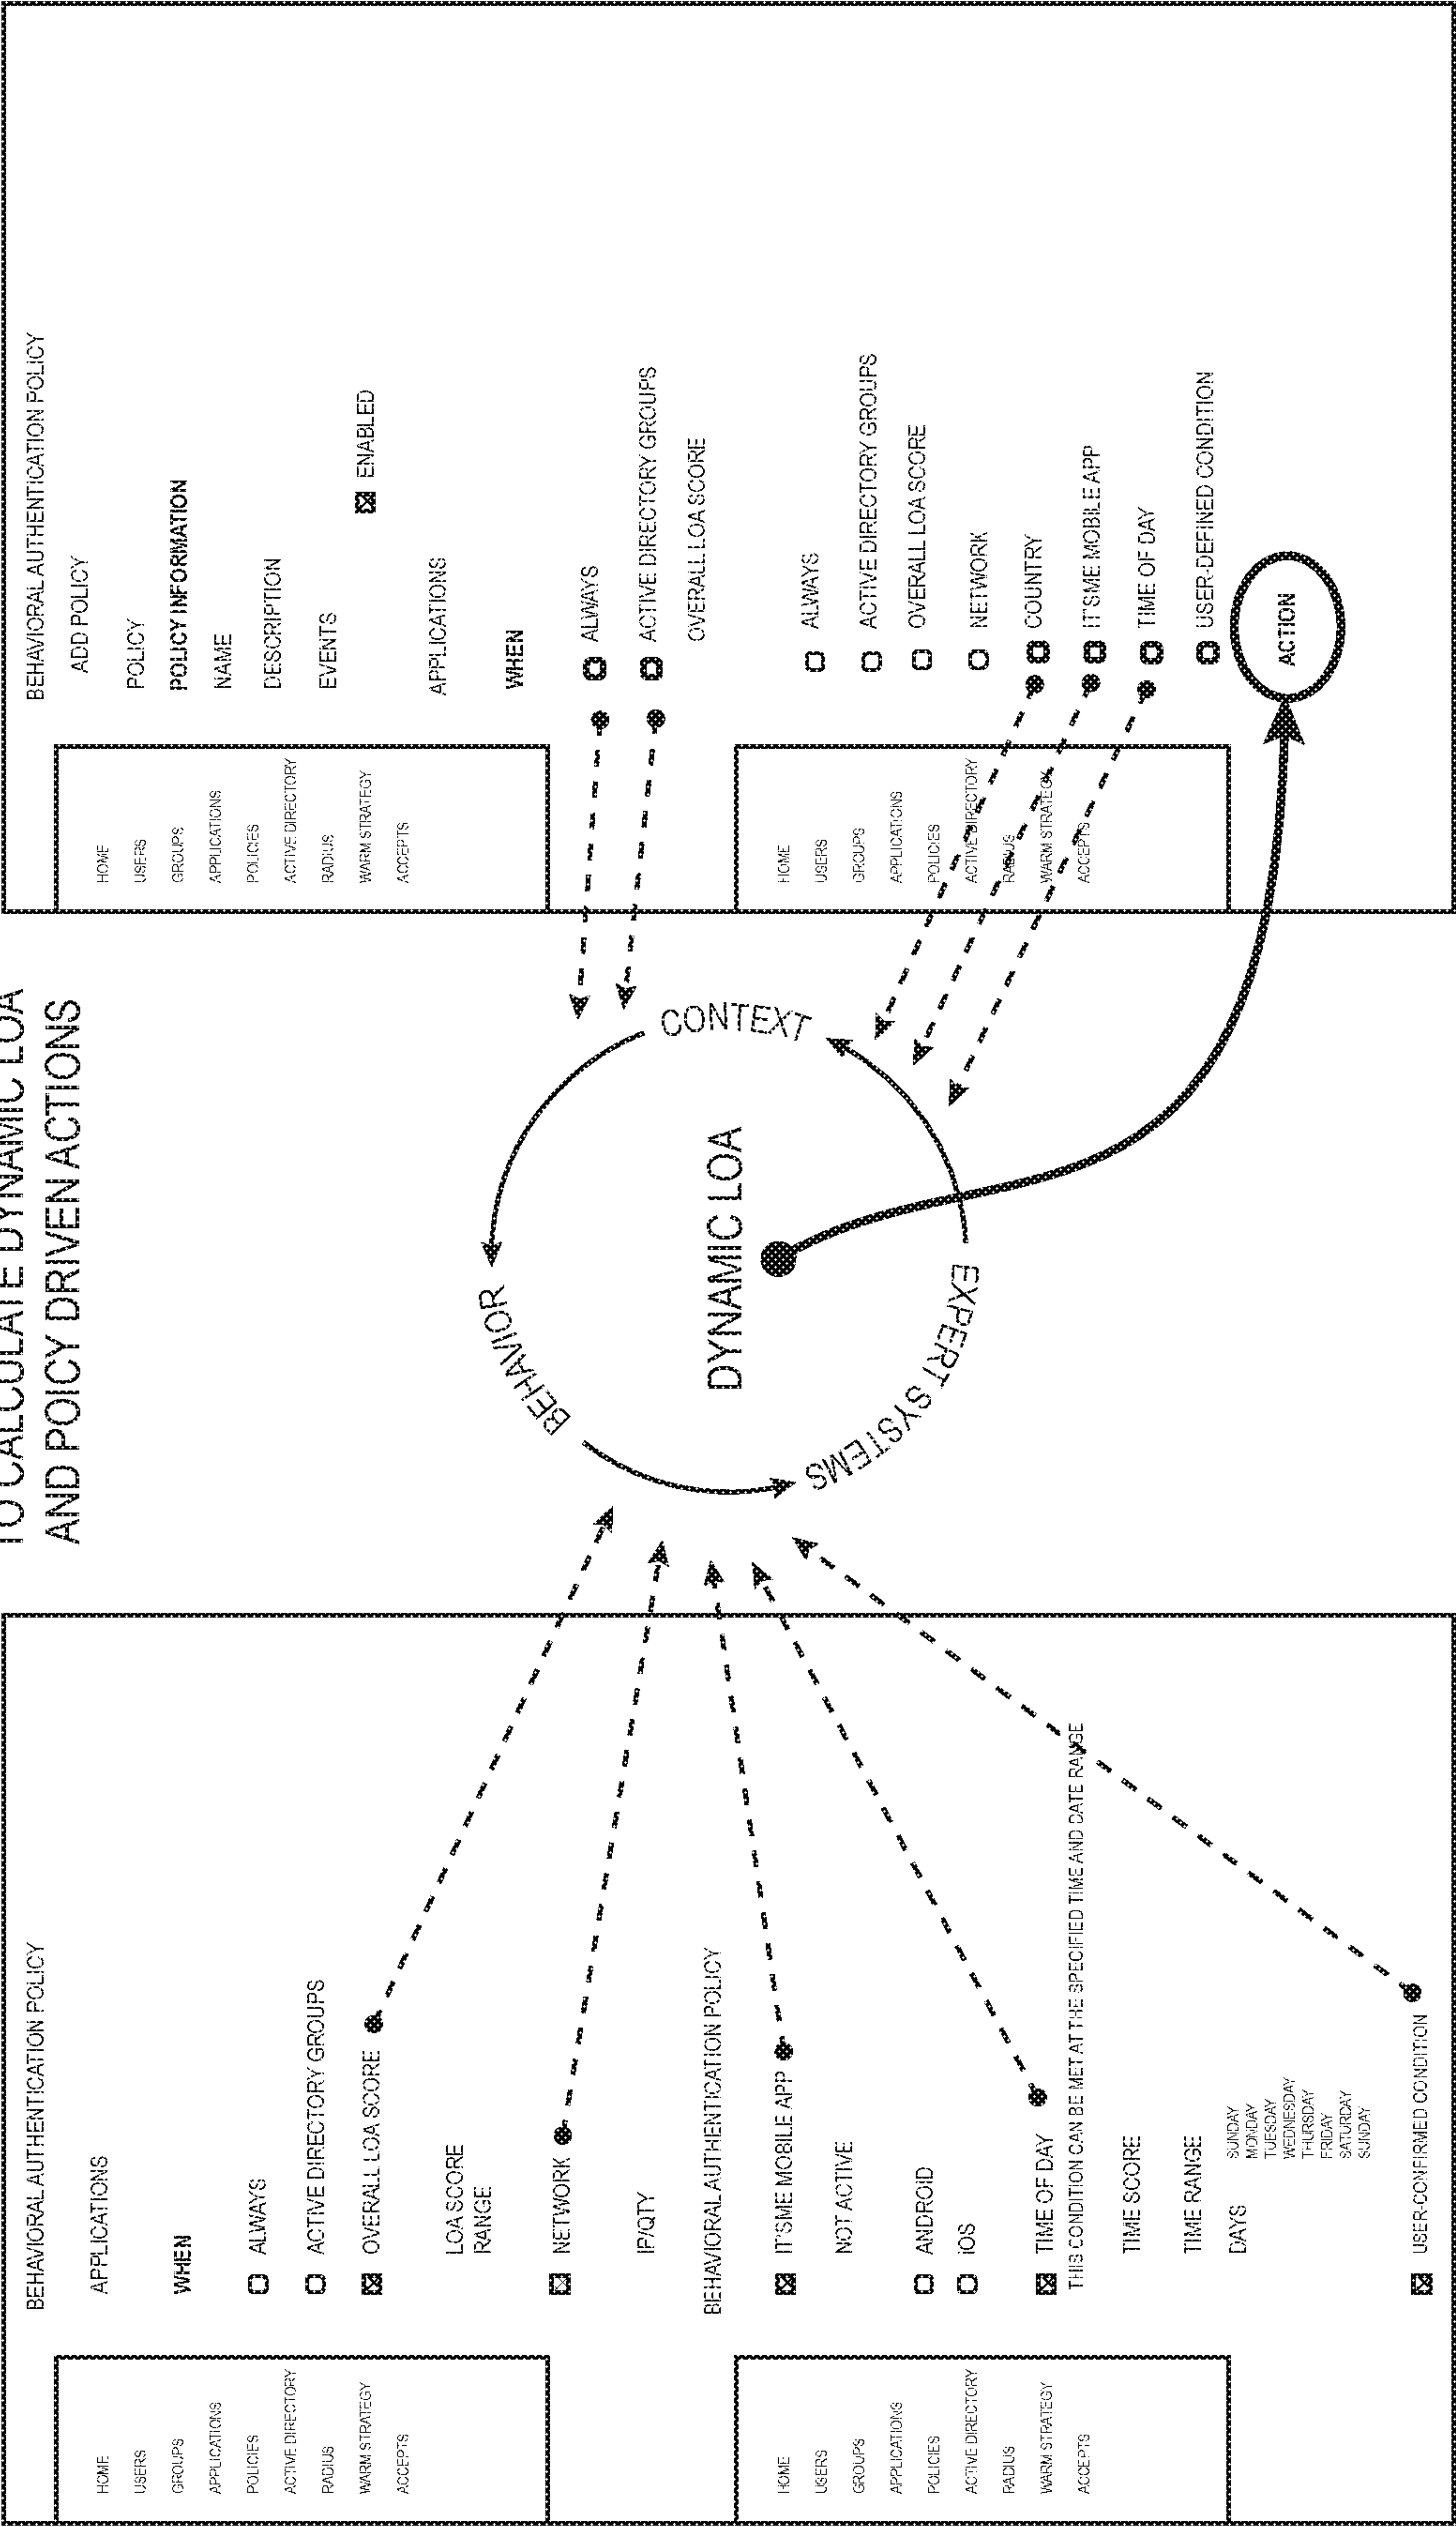 TO CALCULATE DYNAMIC LOA
AND POICY DRIVEN ACTIONS
BEHAVIORAL AUTHENTICATION POLICY
HOME
USERS
GROUPS
APPLICATIONS
POLICIES
ACTIVE DIRECTORY
RADIUS
WARM STRATEGY
ACCEPTS
APPLICATIONS
WHEN
ALWAYS
ACTIVE DIRECTORY GROUPS
OVERALL LOA SCORE
LOA SCORE
RANGE
NETWORK
IP/QTY
BEHAVIORAL AUTHENTICATION POLICY
HOME
USERS
GROUPS
APPLICATIONS
POLICIES
ACTIVE DIRECTORY
RADIUS
WARM STRATEGY
ACCEPTS
IT'SME MOBILE APP
NOT ACTIVE
ANDROID
iOS
TIME OF DAY
THIS CONDITION CAN BE MET AT THE SPECIFIED TIME AND DATE RANGE
TIME SCORE
TIME RANGE
DAYS
SUNDAY
MONDAY
TUESDAY
WEDNESDAY
THURSDAY
FRIDAY
SATURDAY
SUNDAY
USER-CONFIRMED CONDITION
BEHAVIOR
CONTEXT
EXPERT SYSTEMS
DYNAMIC LOA
BEHAVIORAL AUTHENTICATION POLICY
HOME
USERS
GROUPS
APPLICATIONS
POLICIES
ACTIVE DIRECTORY
RADIUS
WARM STRATEGY
ACCEPTS
ADD POLICY
POLICY
POLICY INFORMATION
NAME
DESCRIPTION
EVENTS
ENABLED
APPLICATIONS
WHEN
ALWAYS
ACTIVE DIRECTORY GROUPS
OVERALL LOA SCORE
HOME
USERS
GROUPS
APPLICATIONS
POLICIES
ACTIVE DIRECTORY
RADIUS
WARM STRATEGY
ACCEPTS
ALWAYS
ACTIVE DIRECTORY GROUPS
OVERALL LOA SCORE
NETWORK
COUNTRY
IT'SME MOBILE APP
TIME OF DAY
USER-DEFINED CONDITION
ACTION